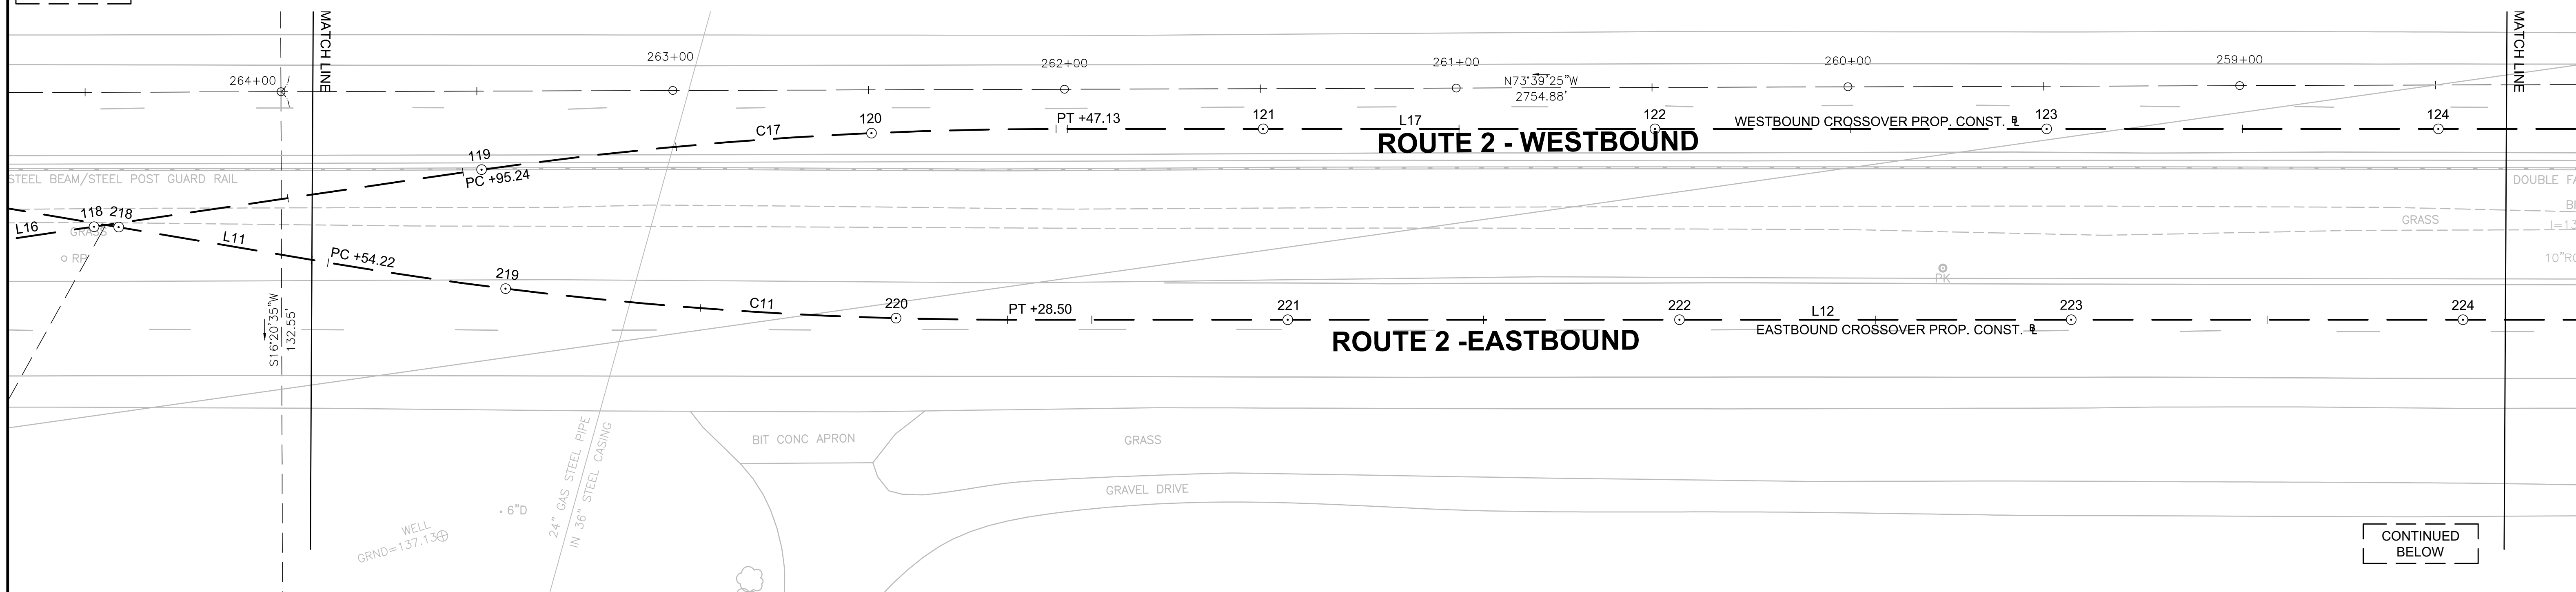 MATCH LINE
MATCH LINE
264+00
263+00
262+00
261+00
260+00
259+00
N73°39'25"W
2754.88'
119
C17
120
PT +47.13
121
L17
122
WESTBOUND CROSSOVER PROP. CONST. ℄
123
124
ROUTE 2 - WESTBOUND
PC +95.24
STEEL BEAM/STEEL POST GUARD RAIL
DOUBLE FA
118
218
L16
GRASS
L11
RP
BE
I=13
GRASS
10"RC
PC +54.22
219
C11
220
PT +28.50
221
222
L12
223
224
PK
EASTBOUND CROSSOVER PROP. CONST. ℄
ROUTE 2 -EASTBOUND
S16°20'35"W
132.55'
24" GAS STEEL PIPE
IN 36" STEEL CASING
BIT CONC APRON
GRASS
GRAVEL DRIVE
6"D
WELL
GRND=137.13
CONTINUED
BELOW